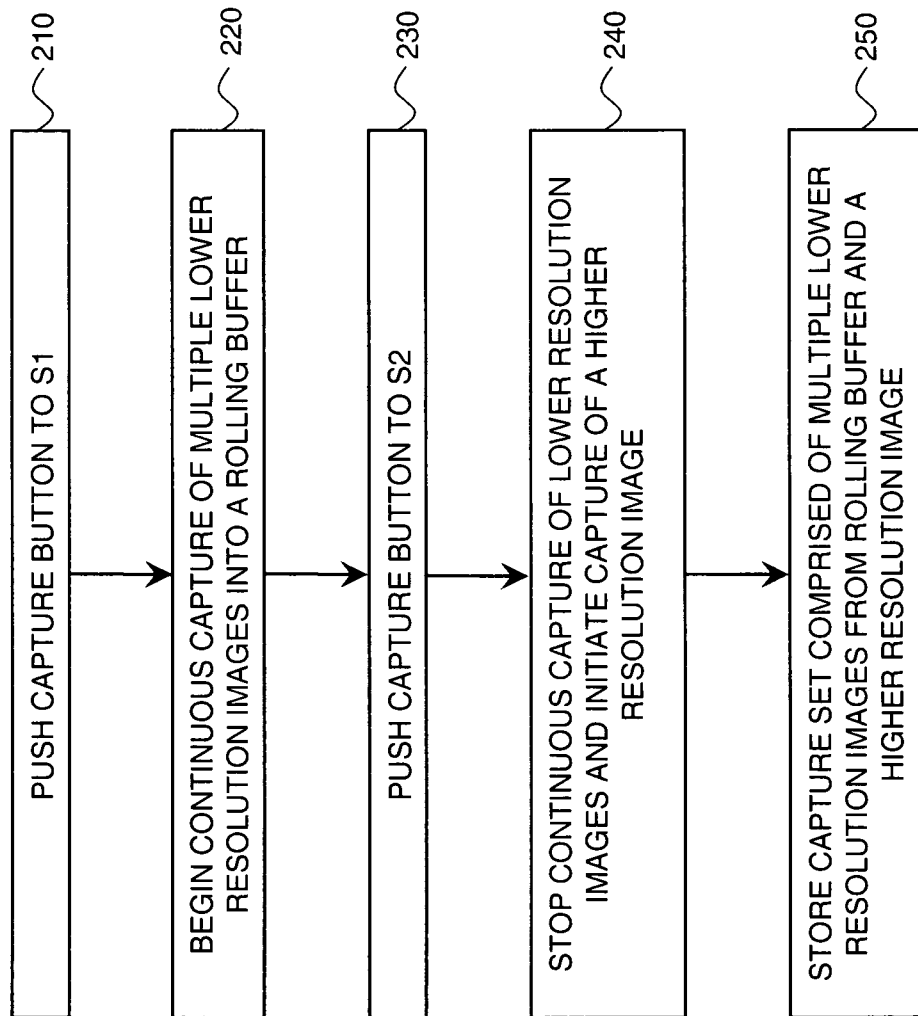 PUSH CAPTURE BUTTON TO S1
210
BEGIN CONTINUOUS CAPTURE OF MULTIPLE LOWER
RESOLUTION IMAGES INTO A ROLLING BUFFER
220
PUSH CAPTURE BUTTON TO S2
230
STOP CONTINUOUS CAPTURE OF LOWER RESOLUTION
IMAGES AND INITIATE CAPTURE OF A HIGHER
RESOLUTION IMAGE
240
STORE CAPTURE SET COMPRISED OF MULTIPLE LOWER
RESOLUTION IMAGES FROM ROLLING BUFFER AND A
HIGHER RESOLUTION IMAGE
250